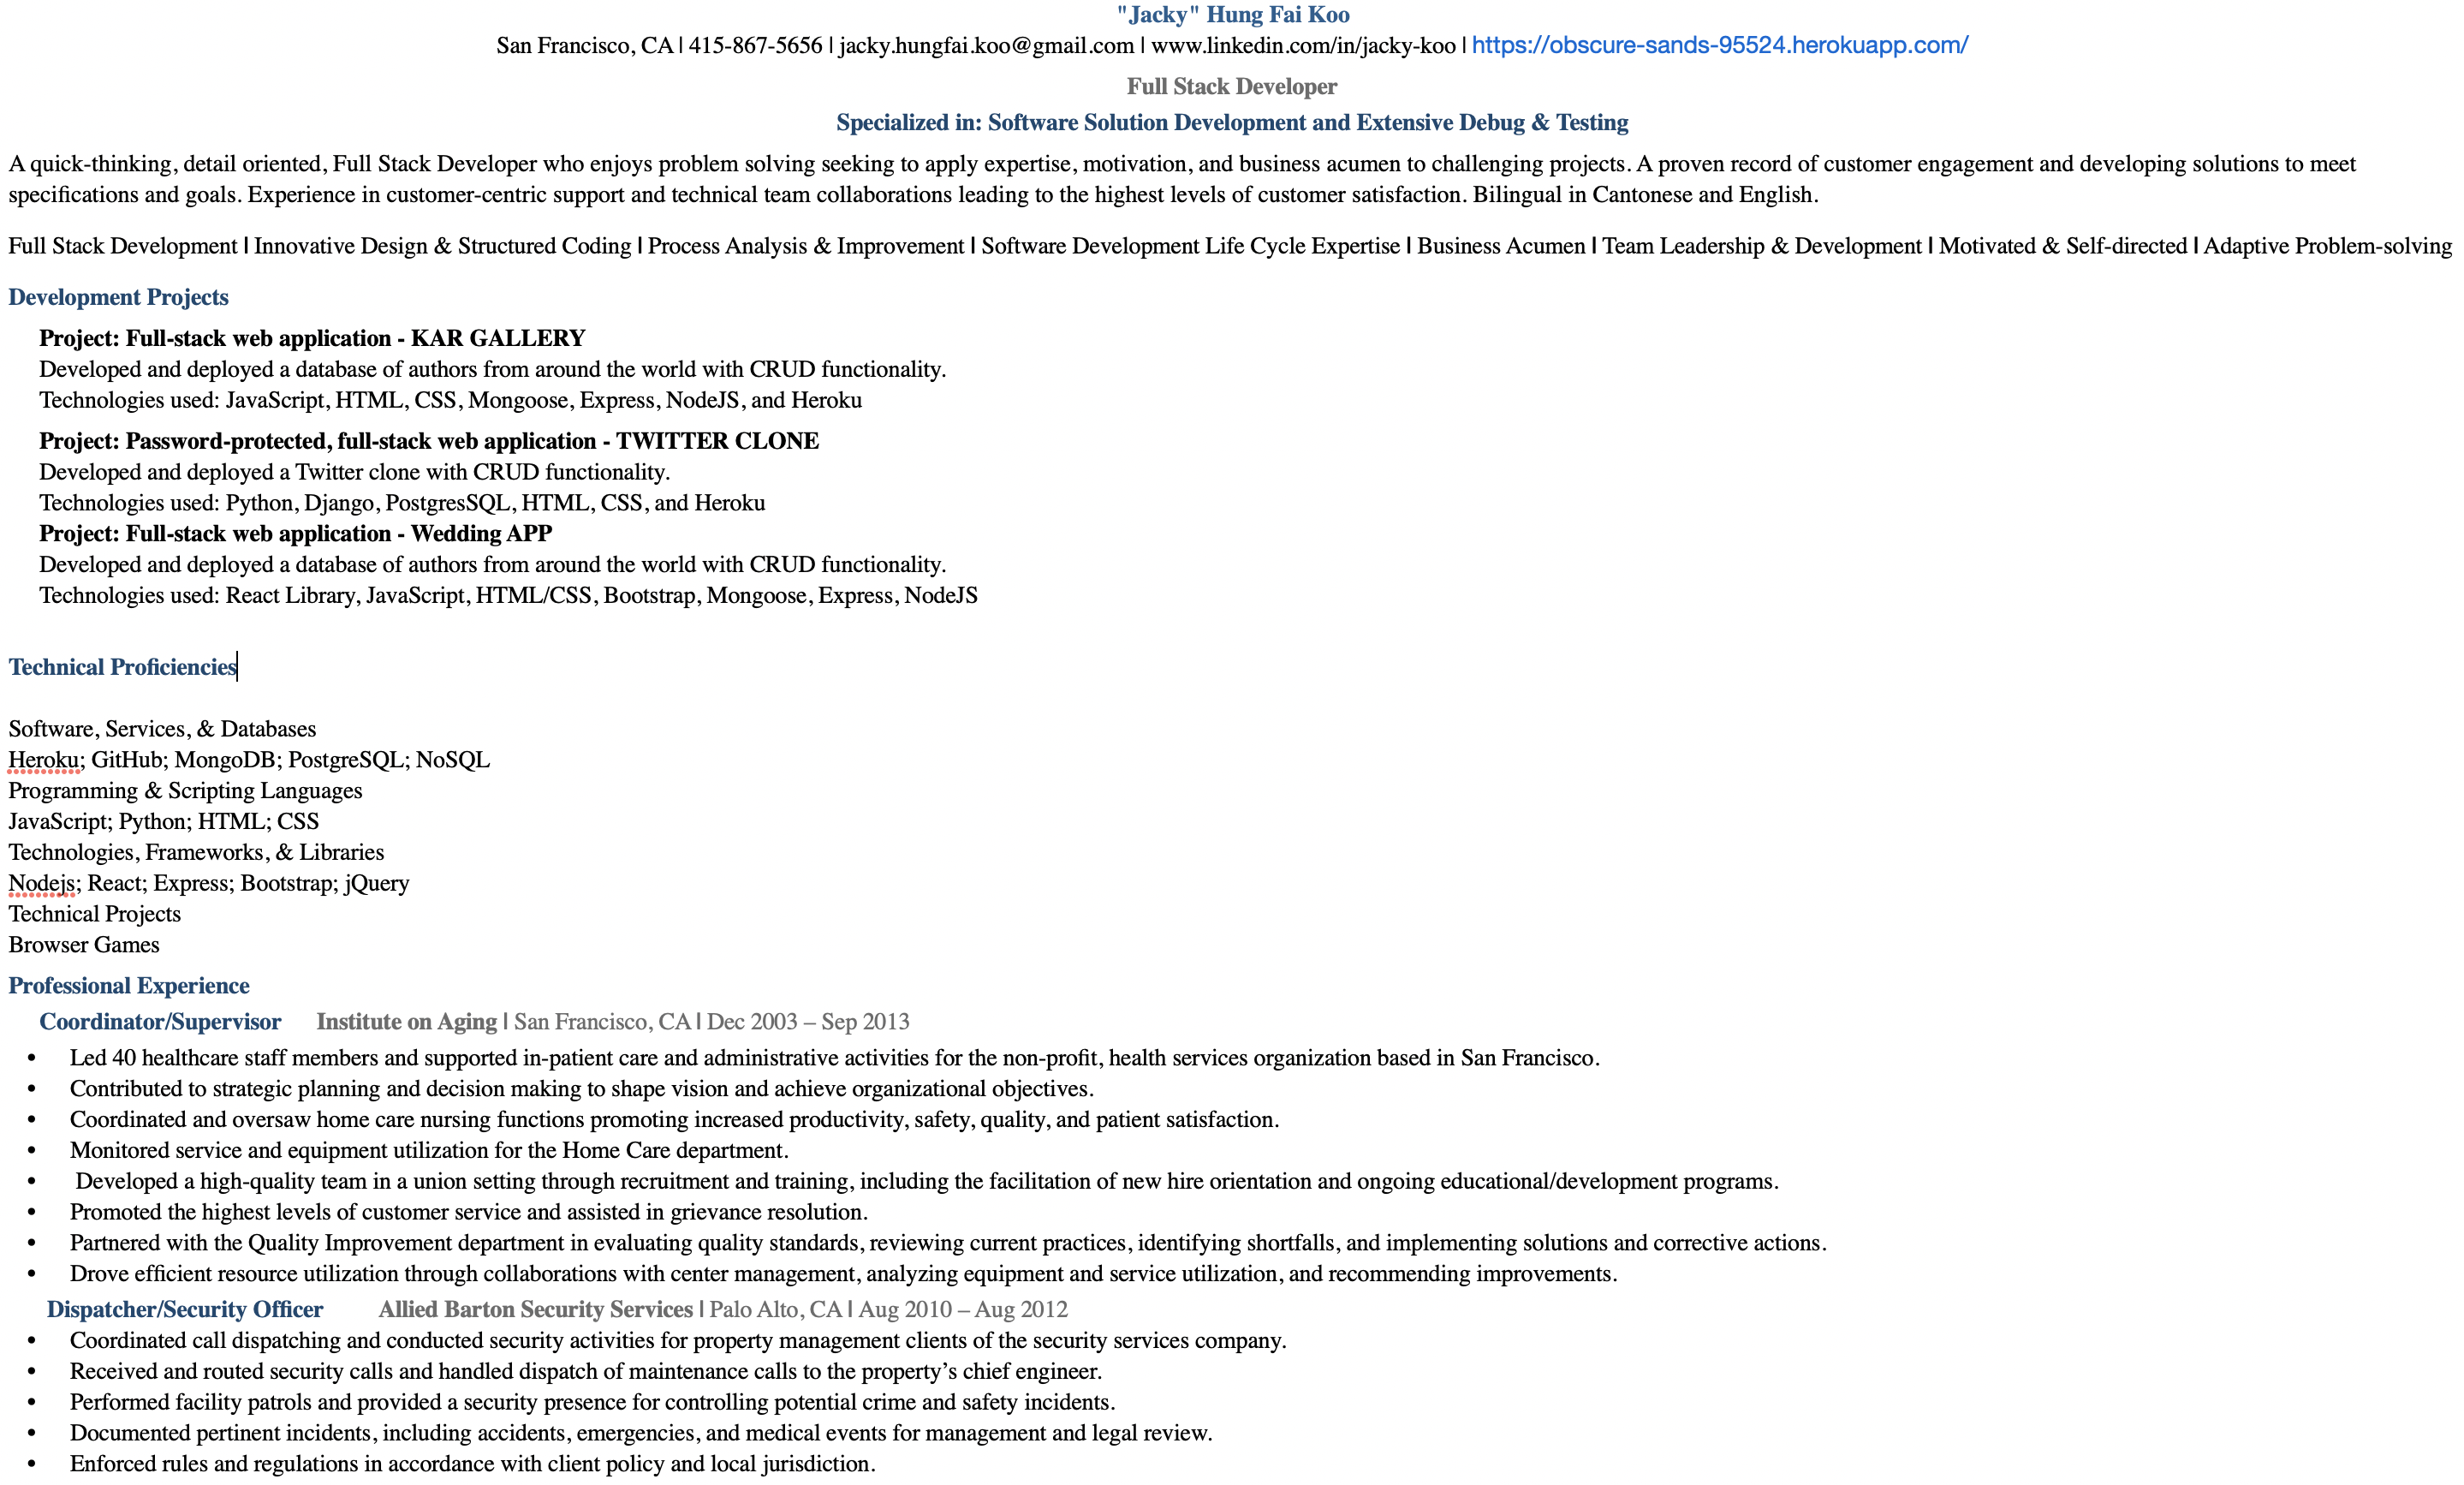 "Jacky" Hung Fai Koo
San Francisco, CA | 415-867-5656 | jacky.hungfai.koo@gmail.com | www.linkedin.com/in/jacky-koo | https://obscure-sands-95524.herokuapp.com/
Full Stack Developer
Specialized in: Software Solution Development and Extensive Debug & Testing
A quick-thinking, detail oriented, Full Stack Developer who enjoys problem solving seeking to apply expertise, motivation, and business acumen to challenging projects. A proven record of customer engagement and developing solutions to meet
specifications and goals. Experience in customer-centric support and technical team collaborations leading to the highest levels of customer satisfaction. Bilingual in Cantonese and English.
Full Stack Development | Innovative Design & Structured Coding | Process Analysis & Improvement | Software Development Life Cycle Expertise | Business Acumen | Team Leadership & Development | Motivated & Self-directed | Adaptive Problem-solving
Development Projects
Project: Full-stack web application - KAR GALLERY
Developed and deployed a database of authors from around the world with CRUD functionality.
Technologies used: JavaScript, HTML, CSS, Mongoose, Express, NodeJS, and Heroku
Project: Password-protected, full-stack web application - TWITTER CLONE
Developed and deployed a Twitter clone with CRUD functionality.
Technologies used: Python, Django, PostgresSQL, HTML, CSS, and Heroku
Project: Full-stack web application - Wedding APP
Developed and deployed a database of authors from around the world with CRUD functionality.
Technologies used: React Library, JavaScript, HTML/CSS, Bootstrap, Mongoose, Express, NodeJS
Technical Proficiencies
Software, Services, & Databases
Heroku; GitHub; MongoDB; PostgreSQL; NoSQL
Programming & Scripting Languages
JavaScript; Python; HTML; CSS
Technologies, Frameworks, & Libraries
Nodejs; React; Express; Bootstrap; jQuery
Technical Projects
Browser Games
Professional Experience
Coordinator/Supervisor Institute on Aging | San Francisco, CA | Dec 2003 – Sep 2013
• Led 40 healthcare staff members and supported in-patient care and administrative activities for the non-profit, health services organization based in San Francisco.
• Contributed to strategic planning and decision making to shape vision and achieve organizational objectives.
• Coordinated and oversaw home care nursing functions promoting increased productivity, safety, quality, and patient satisfaction.
• Monitored service and equipment utilization for the Home Care department.
• Developed a high-quality team in a union setting through recruitment and training, including the facilitation of new hire orientation and ongoing educational/development programs.
• Promoted the highest levels of customer service and assisted in grievance resolution.
• Partnered with the Quality Improvement department in evaluating quality standards, reviewing current practices, identifying shortfalls, and implementing solutions and corrective actions.
• Drove efficient resource utilization through collaborations with center management, analyzing equipment and service utilization, and recommending improvements.
Dispatcher/Security Officer Allied Barton Security Services | Palo Alto, CA | Aug 2010 – Aug 2012
• Coordinated call dispatching and conducted security activities for property management clients of the security services company.
• Received and routed security calls and handled dispatch of maintenance calls to the property’s chief engineer.
• Performed facility patrols and provided a security presence for controlling potential crime and safety incidents.
• Documented pertinent incidents, including accidents, emergencies, and medical events for management and legal review.
• Enforced rules and regulations in accordance with client policy and local jurisdiction.